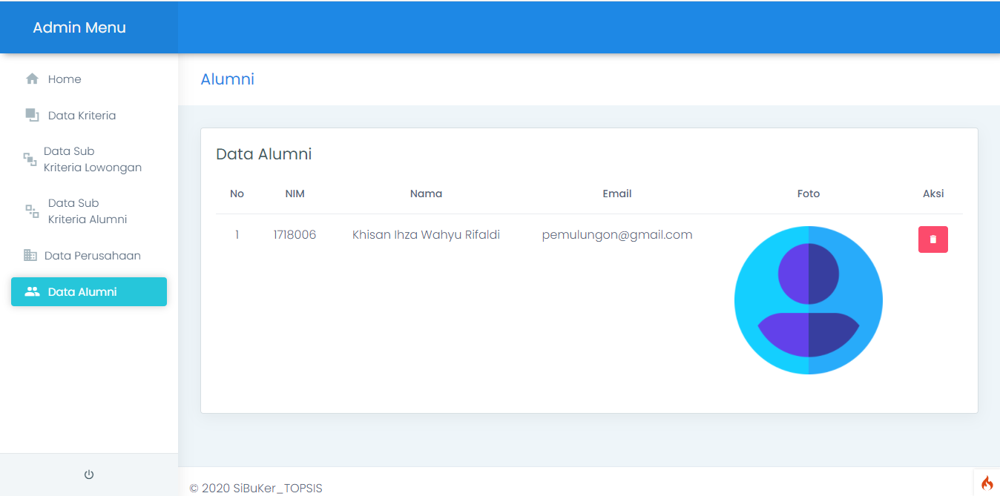 Admin Menu
Home
Data Kriteria
Data Sub
Kriteria Lowongan
Data Sub
Kriteria Alumni
Data Perusahaan
Data Alumni
Alumni
Data Alumni
No NIM Nama Email Foto Aksi
1 1718006 Khisan Ihza Wahyu Rifaldi pemulungon@gmail.com
© 2020 SiBuKer_TOPSIS